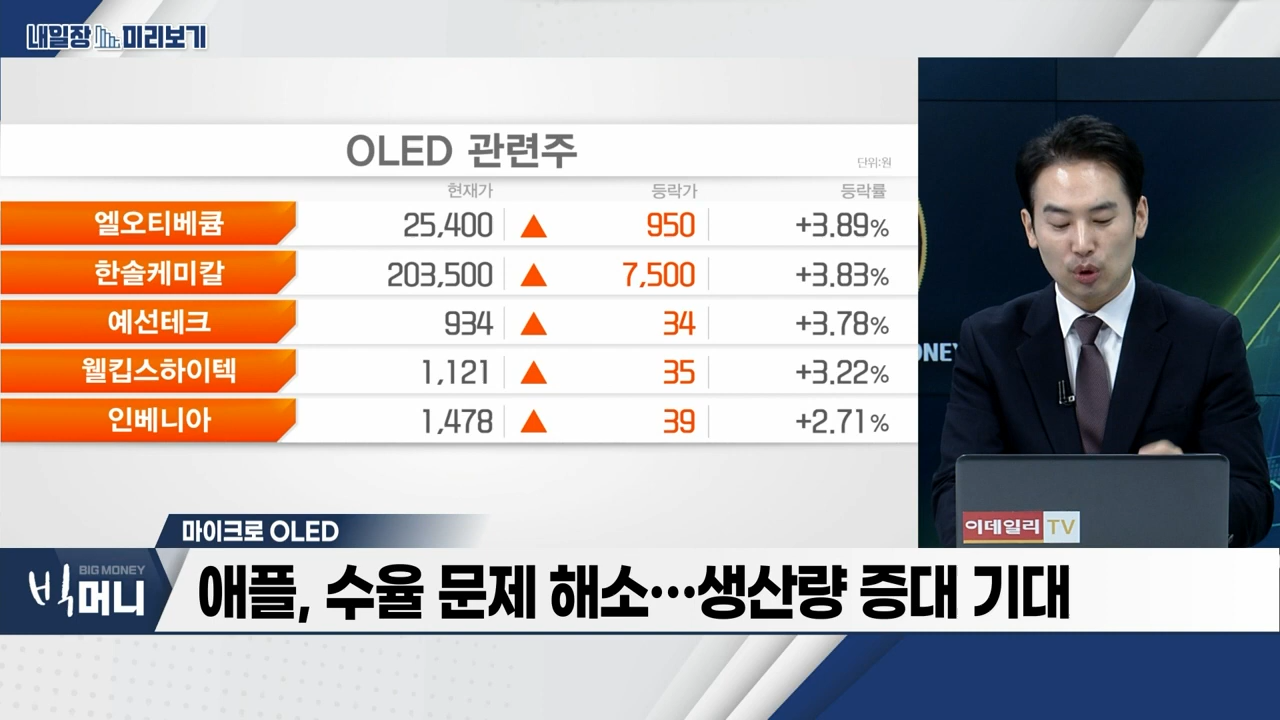 내일장 미리보기
OLED 관련주
단위:원
현재가 등락가 등락률
엘오티베큠 25,400 ▲ 950 +3.89%
한솔케미칼 203,500 ▲ 7,500 +3.83%
예선테크 934 ▲ 34 +3.78%
웰킵스하이텍 1,121 ▲ 35 +3.22%
인베니아 1,478 ▲ 39 +2.71%
이데일리 TV
마이크로 OLED
BIG MONEY
빅머니
애플, 수율 문제 해소…생산량 증대 기대